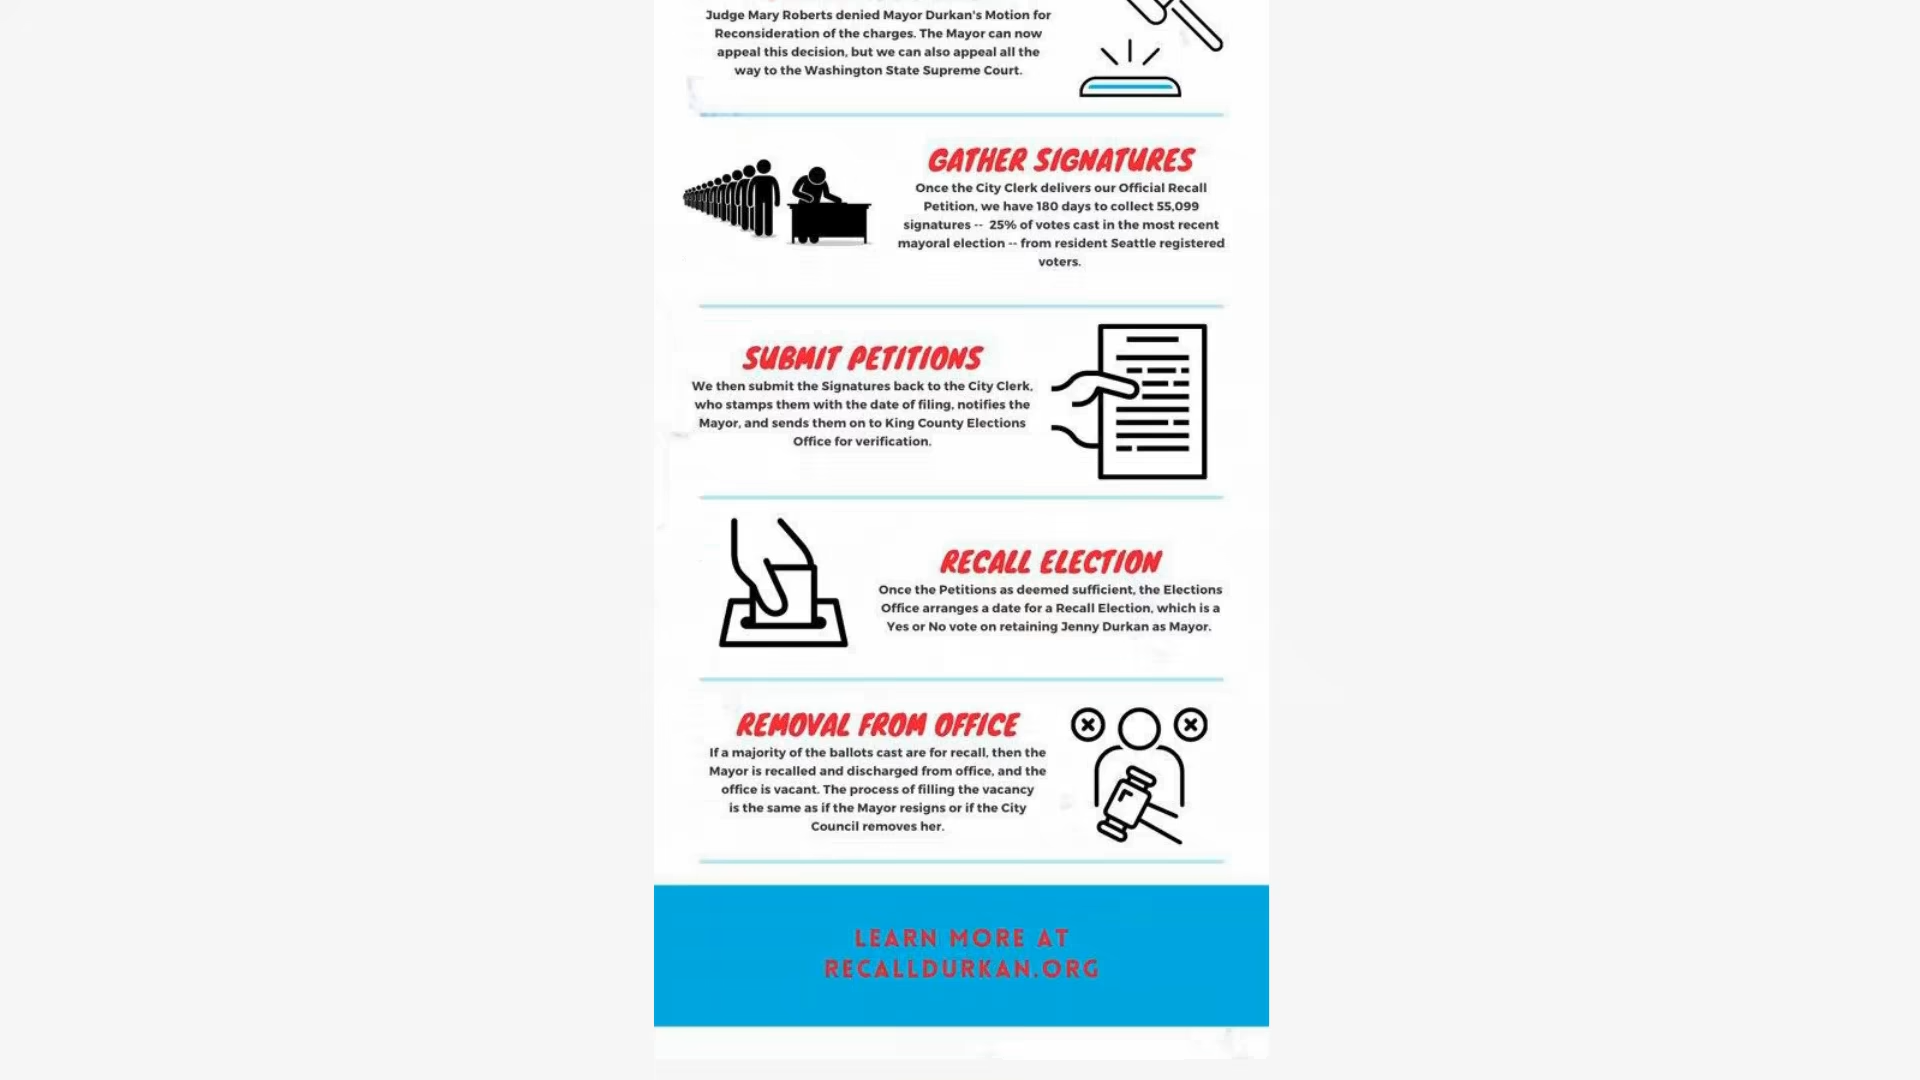 Judge Mary Roberts denied Mayor Durkan's Motion for
Reconsideration of the charges. The Mayor can now
appeal this decision, but we can also appeal all the
way to the Washington State Supreme Court.
GATHER SIGNATURES
Once the City Clerk delivers our Official Recall
Petition, we have 180 days to collect 55,099
signatures -- 25% of votes cast in the most recent
mayoral election -- from resident Seattle registered
voters.
SUBMIT PETITIONS
We then submit the Signatures back to the City Clerk,
who stamps them with the date of filing, notifies the
Mayor, and sends them on to King County Elections
Office for verification.
RECALL ELECTION
Once the Petitions as deemed sufficient, the Elections
Office arranges a date for a Recall Election, which is a
Yes or No vote on retaining Jenny Durkan as Mayor.
REMOVAL FROM OFFICE
If a majority of the ballots cast are for recall, then the
Mayor is recalled and discharged from office, and the
office is vacant. The process of filling the vacancy
is the same as if the Mayor resigns or if the City
Council removes her.
LEARN MORE AT
RECALLDURKAN.ORG